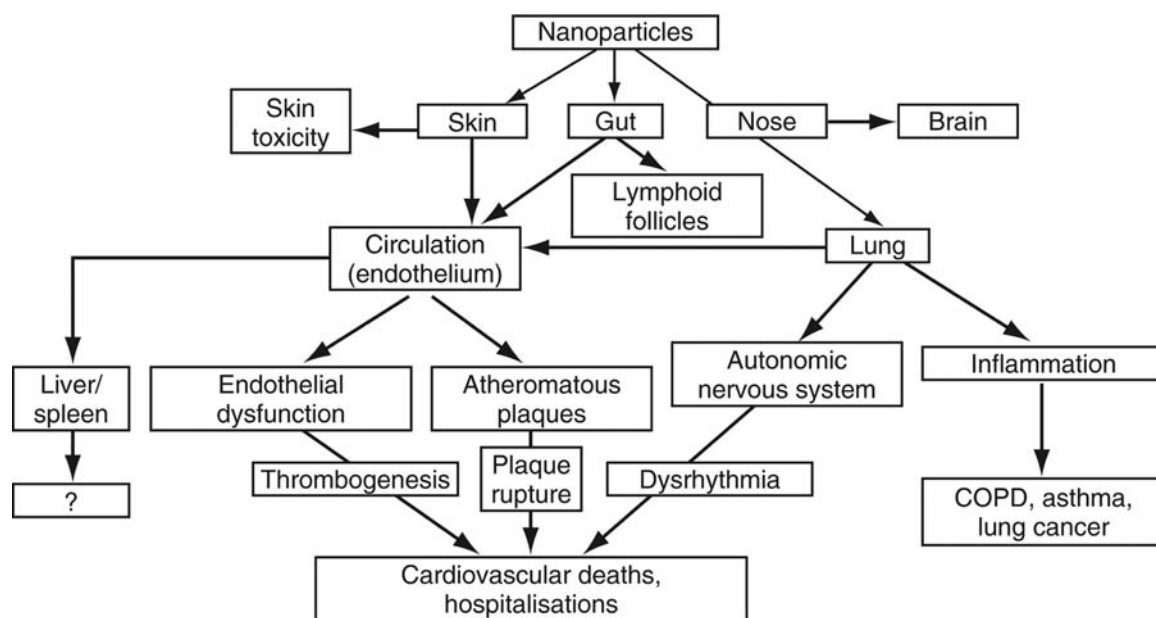 Nanoparticles
Skin
toxicity
Skin
Gut
Nose
Brain
Lymphoid
follicles
Circulation
(endothelium)
Lung
Liver/
spleen
Endothelial
dysfunction
Atheromatous
plaques
Autonomic
nervous system
Inflammation
?
Thrombogenesis
Plaque
rupture
Dysrhythmia
COPD, asthma,
lung cancer
Cardiovascular deaths,
hospitalisations